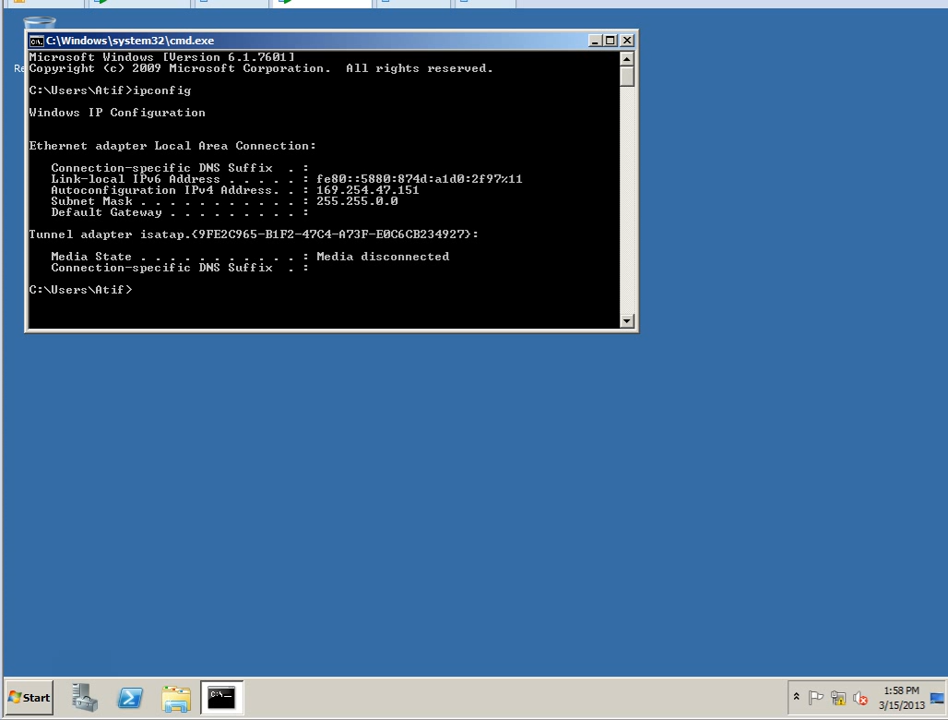 C:\Windows\system32\cmd.exe
Microsoft Windows [Version 6.1.7601]
Copyright (c) 2009 Microsoft Corporation.  All rights reserved.
C:\Users\Atif>ipconfig
Windows IP Configuration
Ethernet adapter Local Area Connection:
Connection-specific DNS Suffix  . :
Link-local IPv6 Address . . . . . : fe80::5880:874d:a1d0:2f97%11
Autoconfiguration IPv4 Address. . : 169.254.47.151
Subnet Mask . . . . . . . . . . . : 255.255.0.0
Default Gateway . . . . . . . . . :
Tunnel adapter isatap.{9FE2C965-B1F2-47C4-A73F-E0C6CB234927}:
Media State . . . . . . . . . . . : Media disconnected
Connection-specific DNS Suffix  . :
C:\Users\Atif>
Start
1:58 PM
3/15/2013